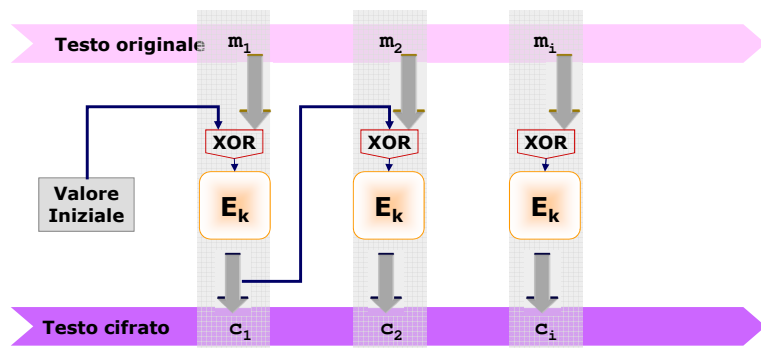 Testo originale m1 m2 mi
XOR XOR XOR
Valore
Iniziale
Ek Ek Ek
Testo cifrato c1 c2 ci